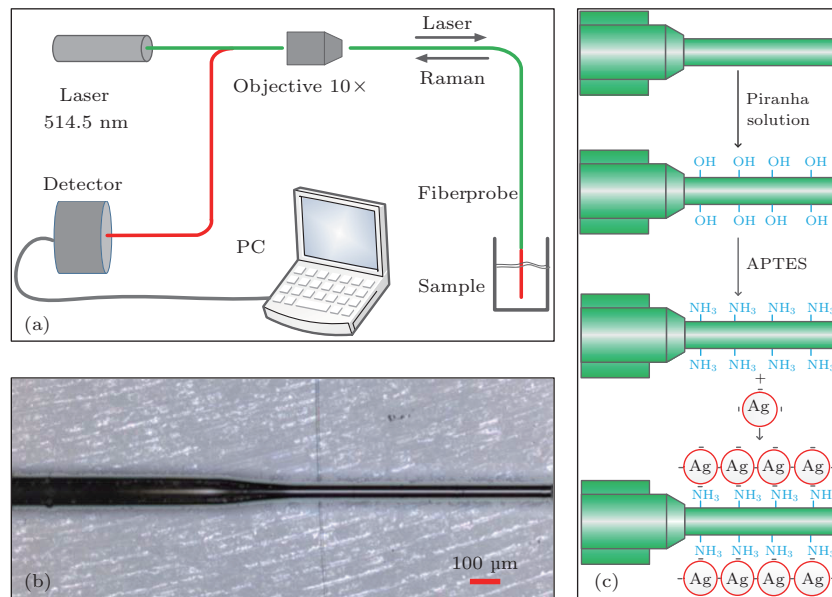 Laser
Raman
Objective 10×
Laser
514.5 nm
Detector
Fiberprobe
PC
Sample
(a)
100 μm
(b)
Piranha
solution
OH OH OH OH
OH OH OH OH
APTES
NH₃ NH₃ NH₃ NH₃
NH₃ NH₃ NH₃ NH₃
+
Ag
Ag Ag Ag Ag
NH₃ NH₃ NH₃ NH₃
NH₃ NH₃ NH₃ NH₃
Ag Ag Ag Ag
(c)